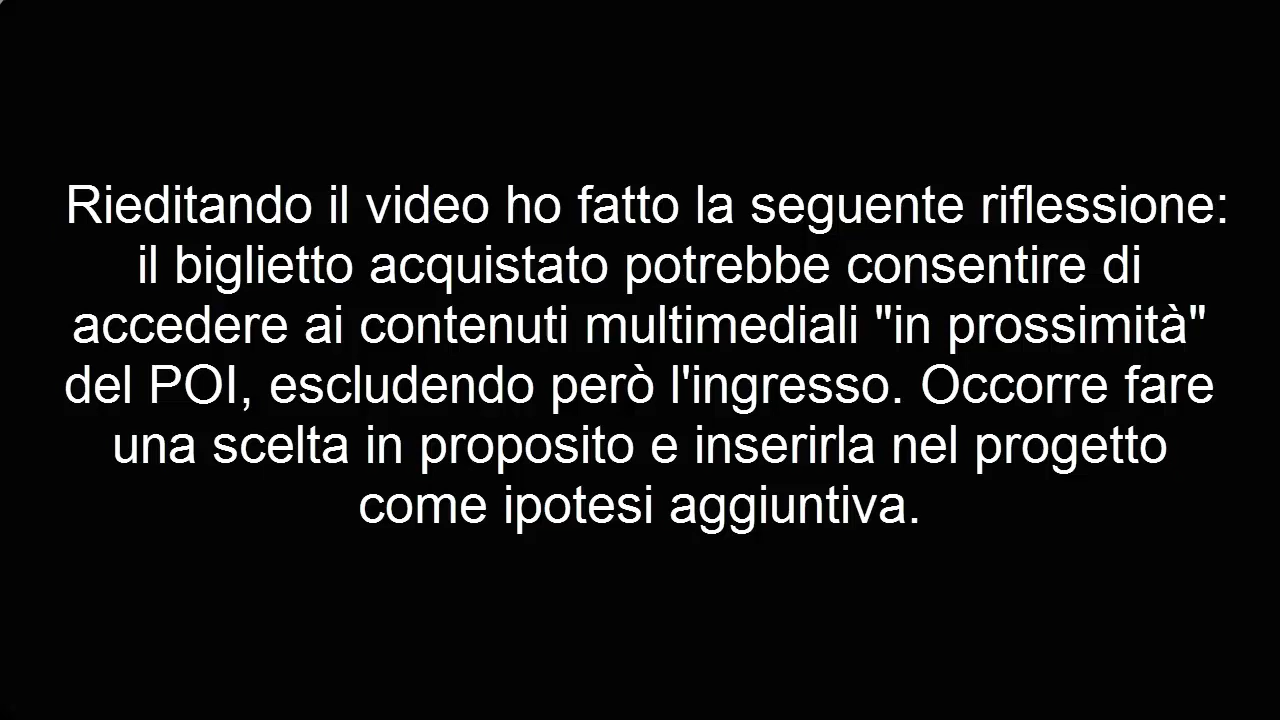 Rieditando il video ho fatto la seguente riflessione:
il biglietto acquistato potrebbe consentire di
accedere ai contenuti multimediali "in prossimità"
del POI, escludendo però l'ingresso. Occorre fare
una scelta in proposito e inserirla nel progetto
come ipotesi aggiuntiva.